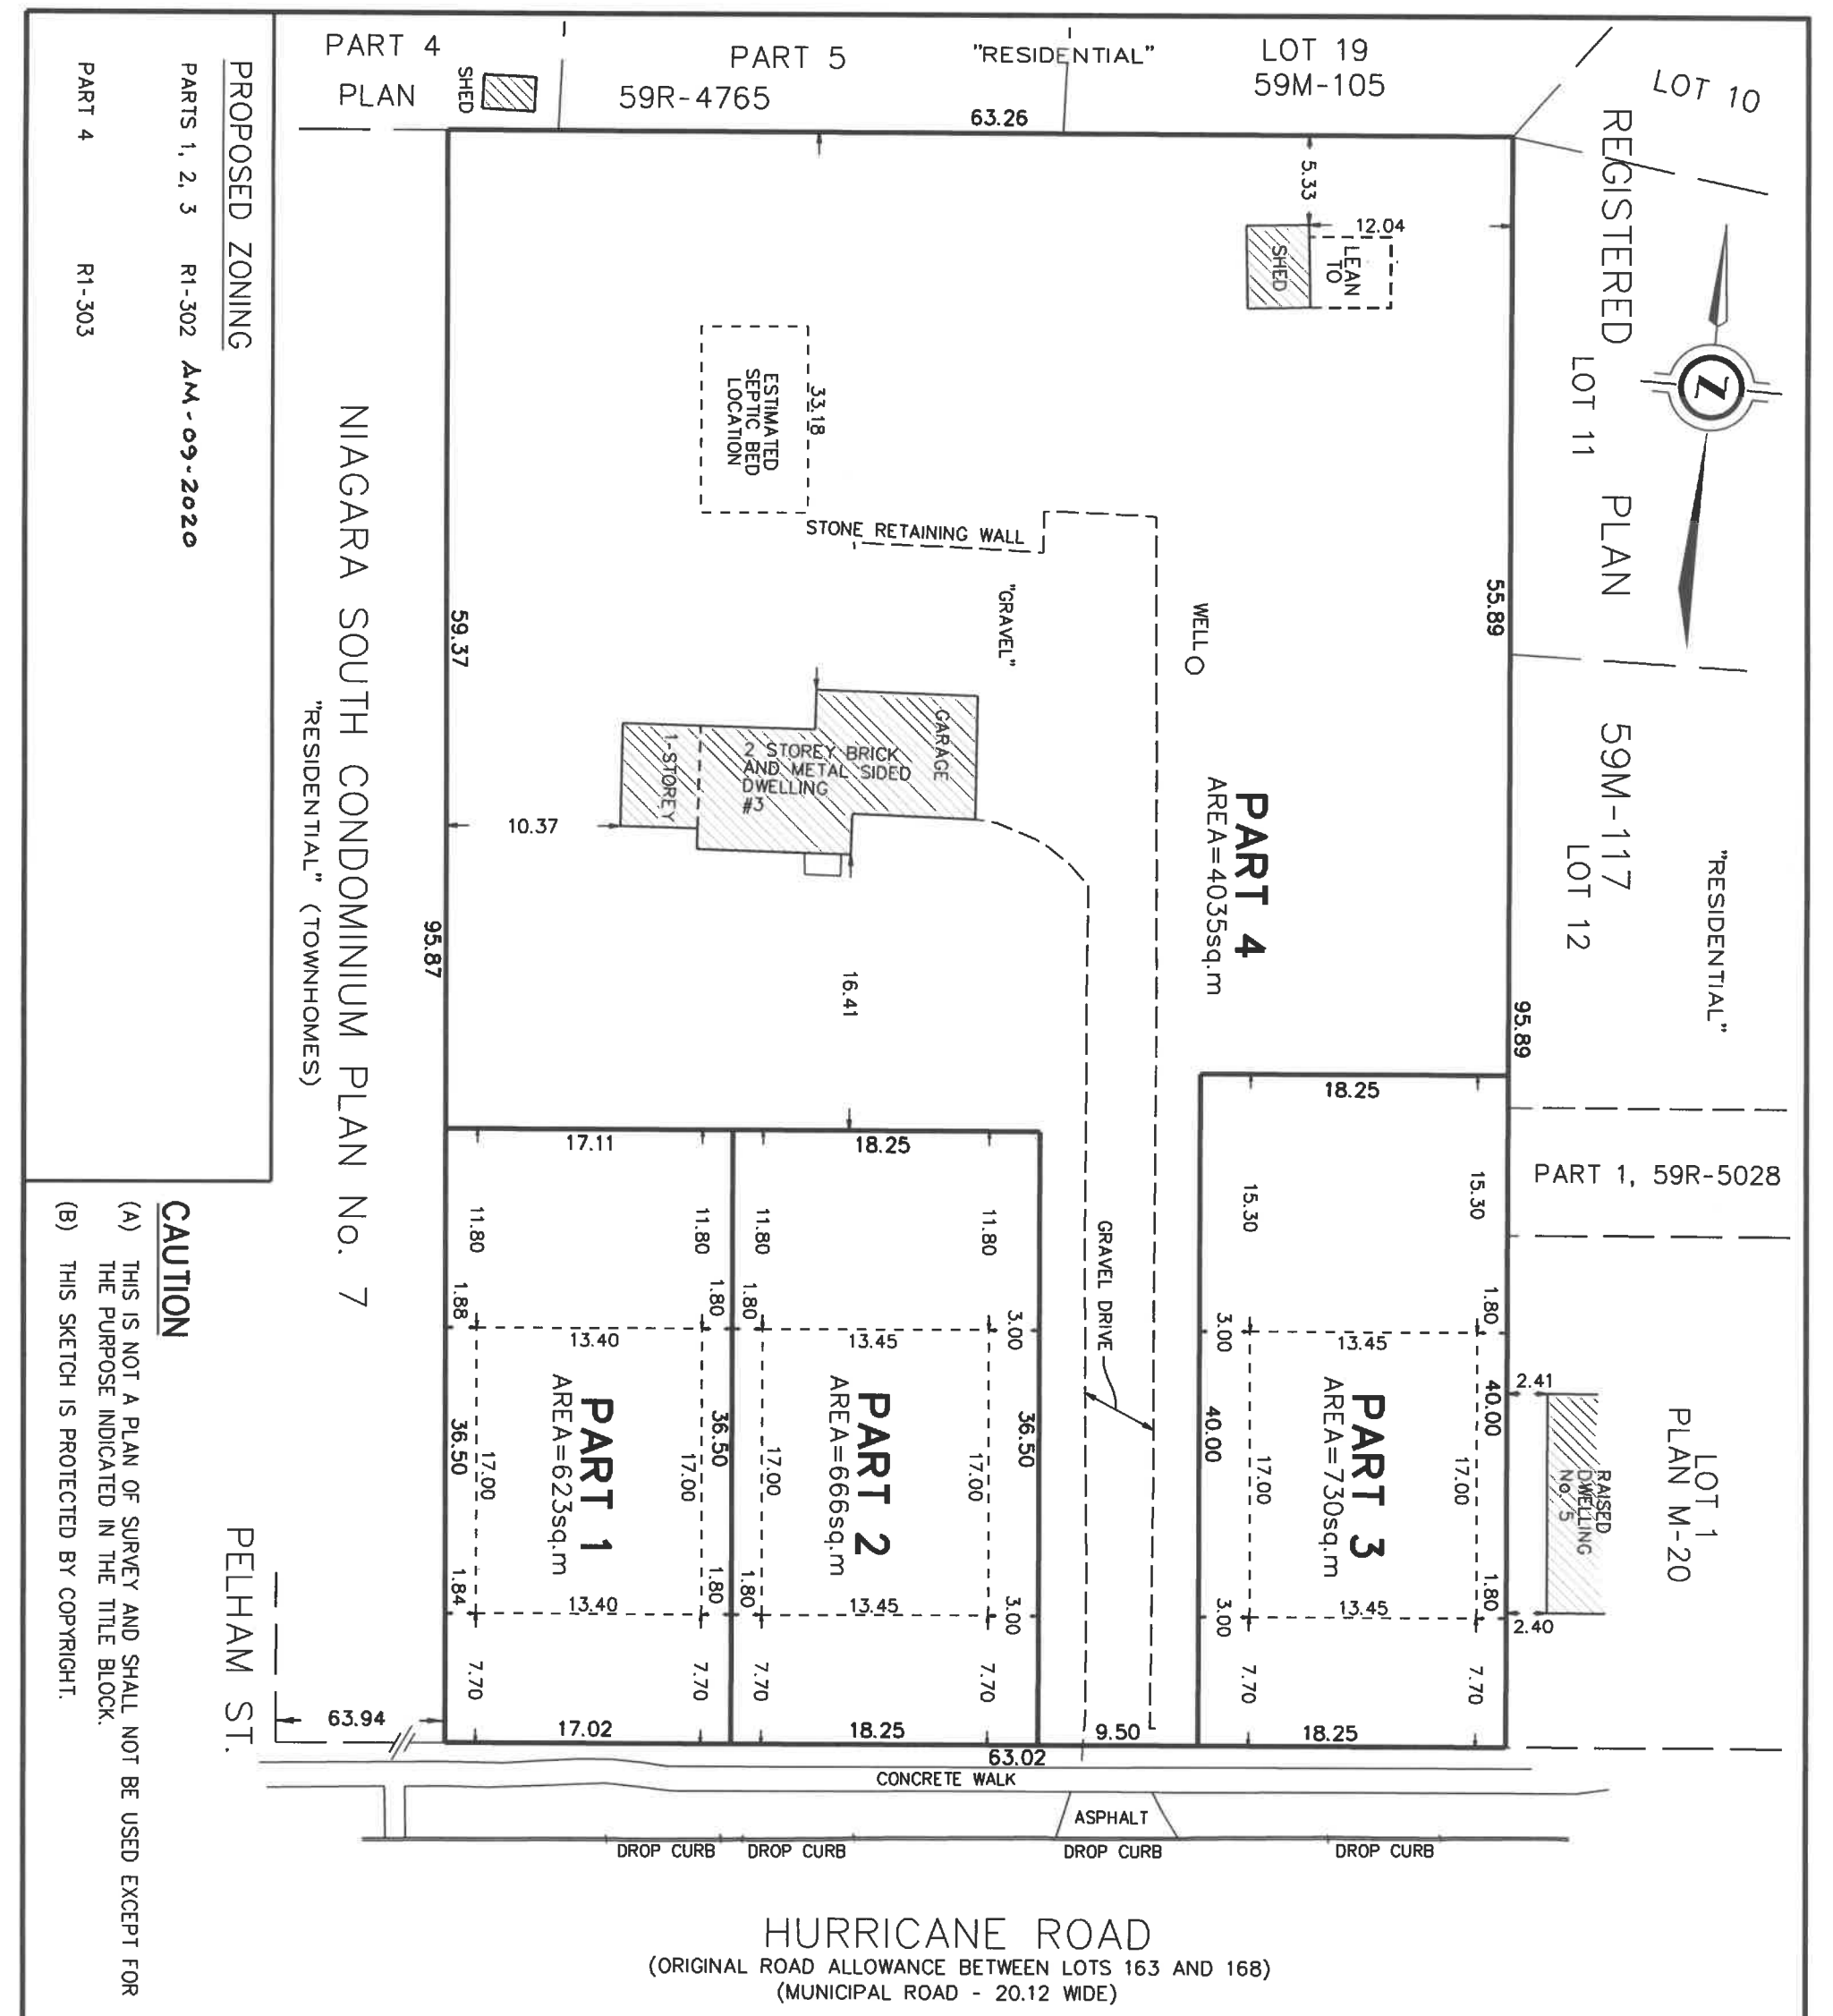 PART 4
PLAN
SHED
PART 5
59R-4765
"RESIDENTIAL"
LOT 19
59M-105
LOT 10
63.26
REGISTERED PLAN 59M-117
LOT 11
LOT 12
"RESIDENTIAL"
Z
5.33
12.04
LEAN
TO
SHED
55.89
95.89
PROPOSED ZONING
PARTS 1, 2, 3 R1-302 AM-09-2020
PART 4 R1-303
33.18
ESTIMATED
SEPTIC BED
LOCATION
STONE RETAINING WALL
"GRAVEL"
WELL
59.37
95.87
NIAGARA SOUTH CONDOMINIUM PLAN No. 7
"RESIDENTIAL" (TOWNHOMES)
GARAGE
2 STOREY BRICK
AND METAL SIDED
DWELLING
#3
1-STOREY
10.37
16.41
PART 4
AREA=4035sq.m
PART 1, 59R-5028
LOT 1
PLAN M-20
RAISED
DWELLING
No. 5
2.41
2.40
17.11
11.80
11.80
1.88
1.80
13.40
PART 1
AREA=623sq.m
36.50
17.00
17.00
36.50
1.84
13.40
1.80
7.70
7.70
17.02
18.25
11.80
11.80
1.80
3.00
13.45
PART 2
AREA=666sq.m
17.00
17.00
36.50
1.80
13.45
3.00
7.70
7.70
18.25
GRAVEL DRIVE
9.50
18.25
15.30
15.30
3.00
1.80
13.45
PART 3
AREA=730sq.m
40.00
17.00
17.00
40.00
3.00
13.45
1.80
7.70
7.70
18.25
63.94
63.02
PELHAM ST.
CAUTION
(A) THIS IS NOT A PLAN OF SURVEY AND SHALL NOT BE USED EXCEPT FOR
THE PURPOSE INDICATED IN THE TITLE BLOCK.
(B) THIS SKETCH IS PROTECTED BY COPYRIGHT.
CONCRETE WALK
ASPHALT
DROP CURB
DROP CURB
DROP CURB
DROP CURB
HURRICANE ROAD
(ORIGINAL ROAD ALLOWANCE BETWEEN LOTS 163 AND 168)
(MUNICIPAL ROAD - 20.12 WIDE)